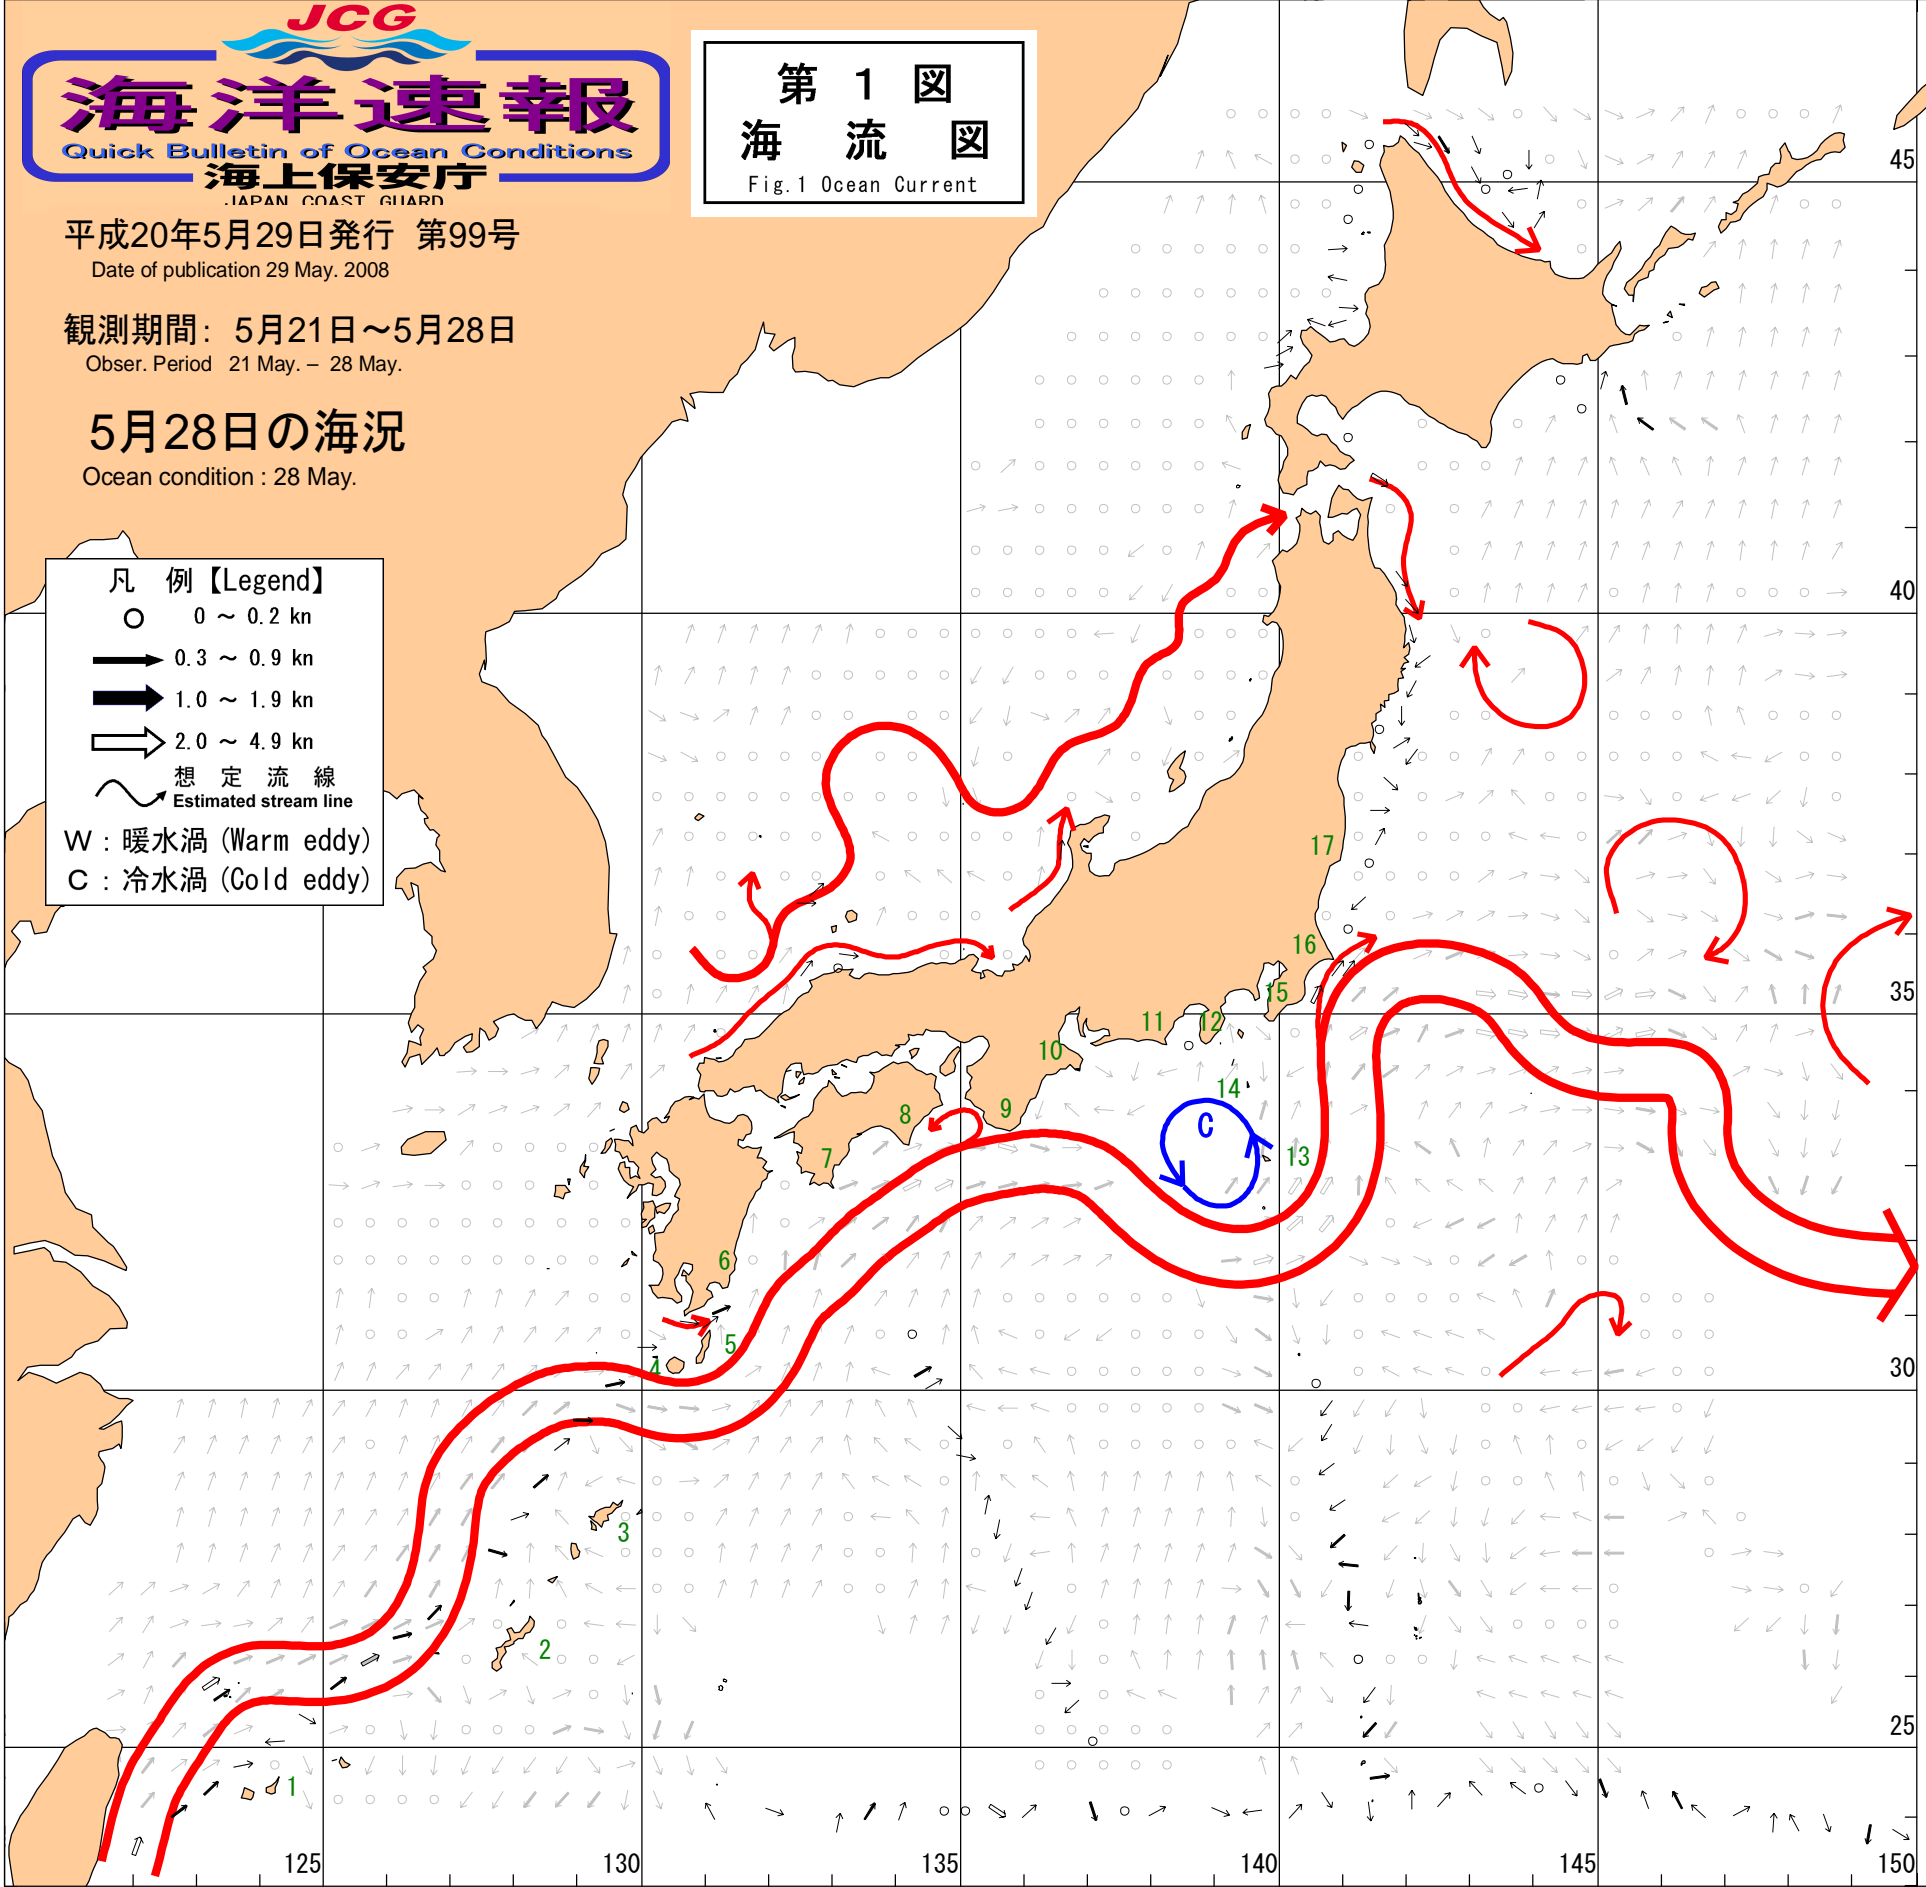 JCG
海洋速報
Quick Bulletin of Ocean Conditions
海上保安庁
JAPAN COAST GUARD
平成20年5月29日発行 第99号
Date of publication 29 May. 2008
観測期間: 5月21日~5月28日
Obser. Period 21 May. – 28 May.
5月28日の海況
Ocean condition : 28 May.
第 1 図
海 流 図
Fig.1 Ocean Current
凡 例【Legend】
0 ~ 0.2 kn
0.3 ~ 0.9 kn
1.0 ~ 1.9 kn
2.0 ~ 4.9 kn
想 定 流 線
Estimated stream line
W : 暖水渦 (Warm eddy)
C : 冷水渦 (Cold eddy)
45
40
17
16
15
35
11
12
10
14
8
9
C
7
13
6
5
4
30
3
2
25
1
125
130
135
140
145
150